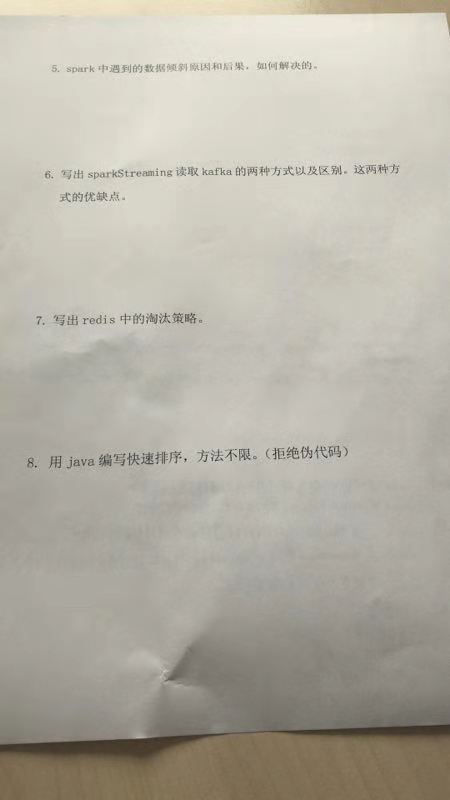 5. spark 中遇到的数据倾斜原因和后果，如何解决的。
6. 写出 sparkStreaming 读取 kafka 的两种方式以及区别。这两种方
式的优缺点。
7. 写出 redis 中的淘汰策略。
8. 用 java 编写快速排序，方法不限。（拒绝伪代码）